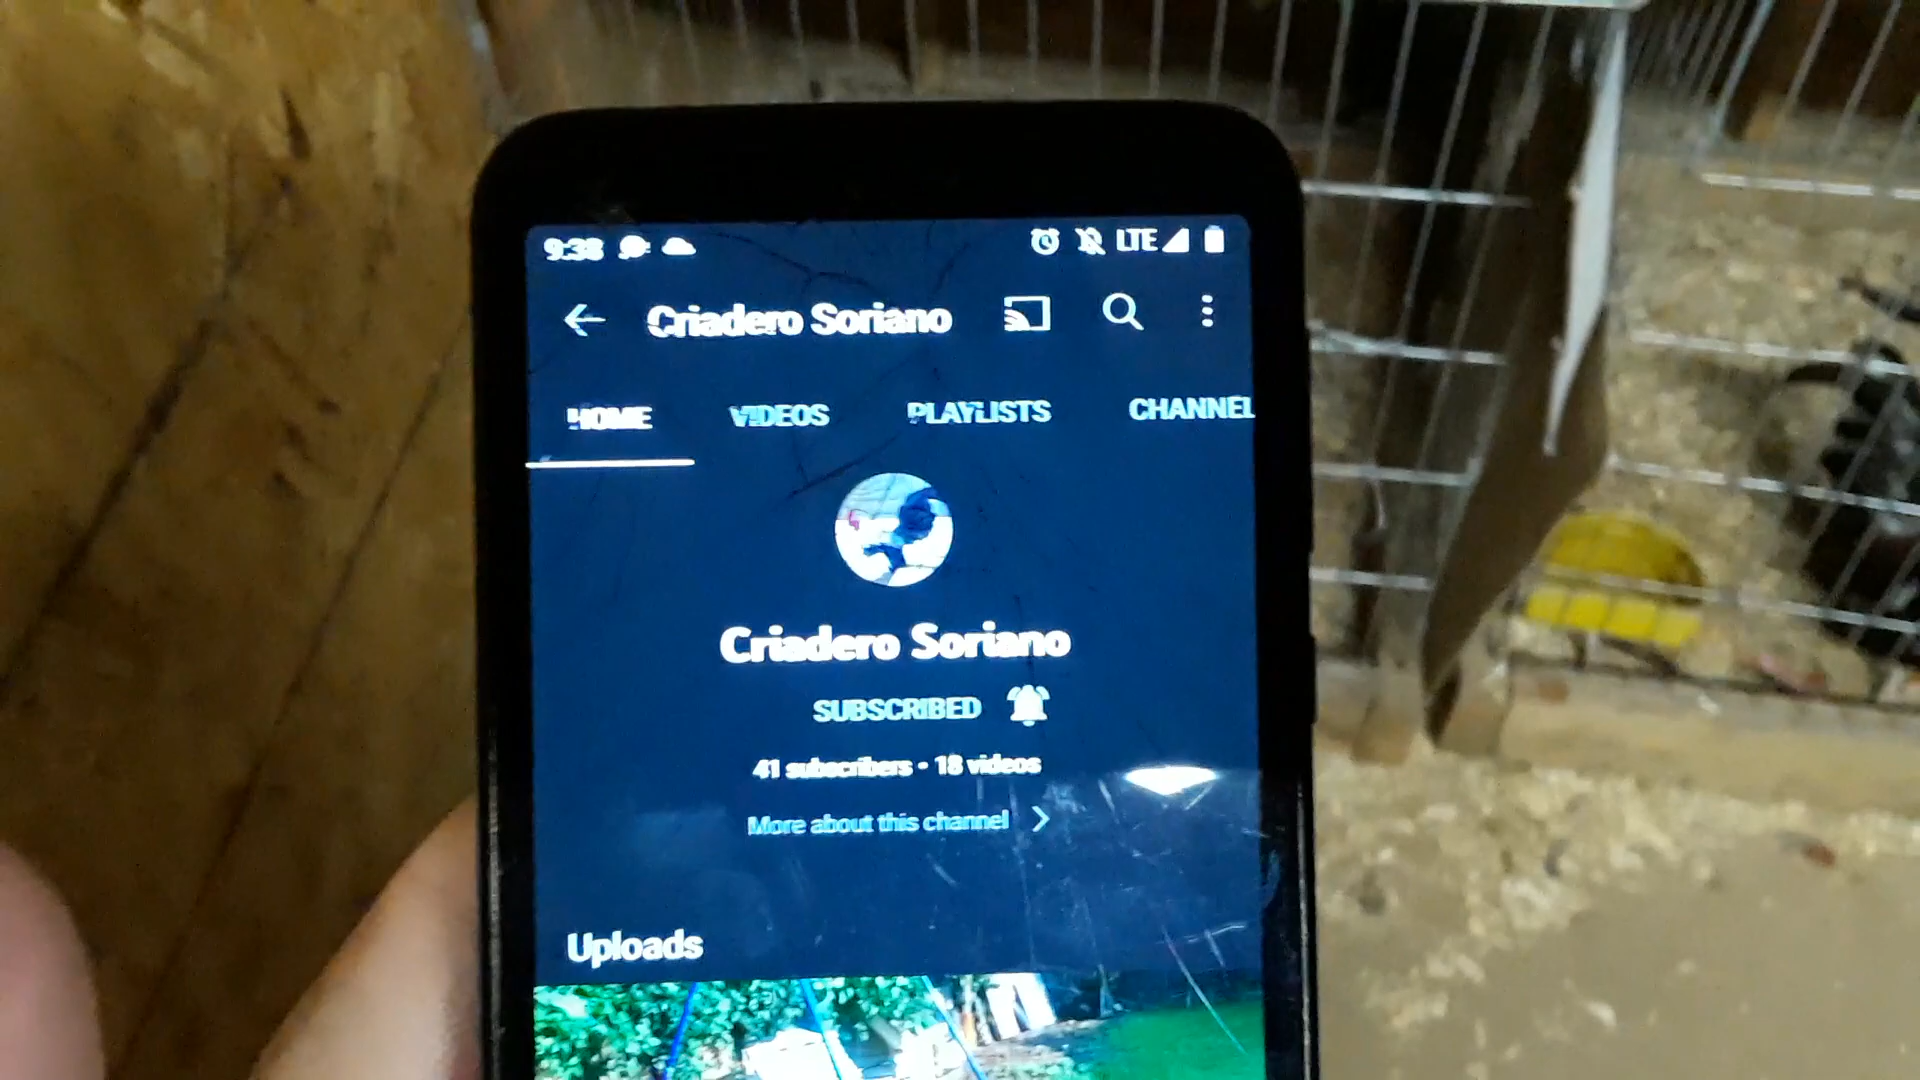 9:38 LTE
Criadero Soriano
HOME VIDEOS PLAYLISTS CHANNEL
Criadero Soriano
SUBSCRIBED
41 subscribers • 18 videos
More about this channel
Uploads